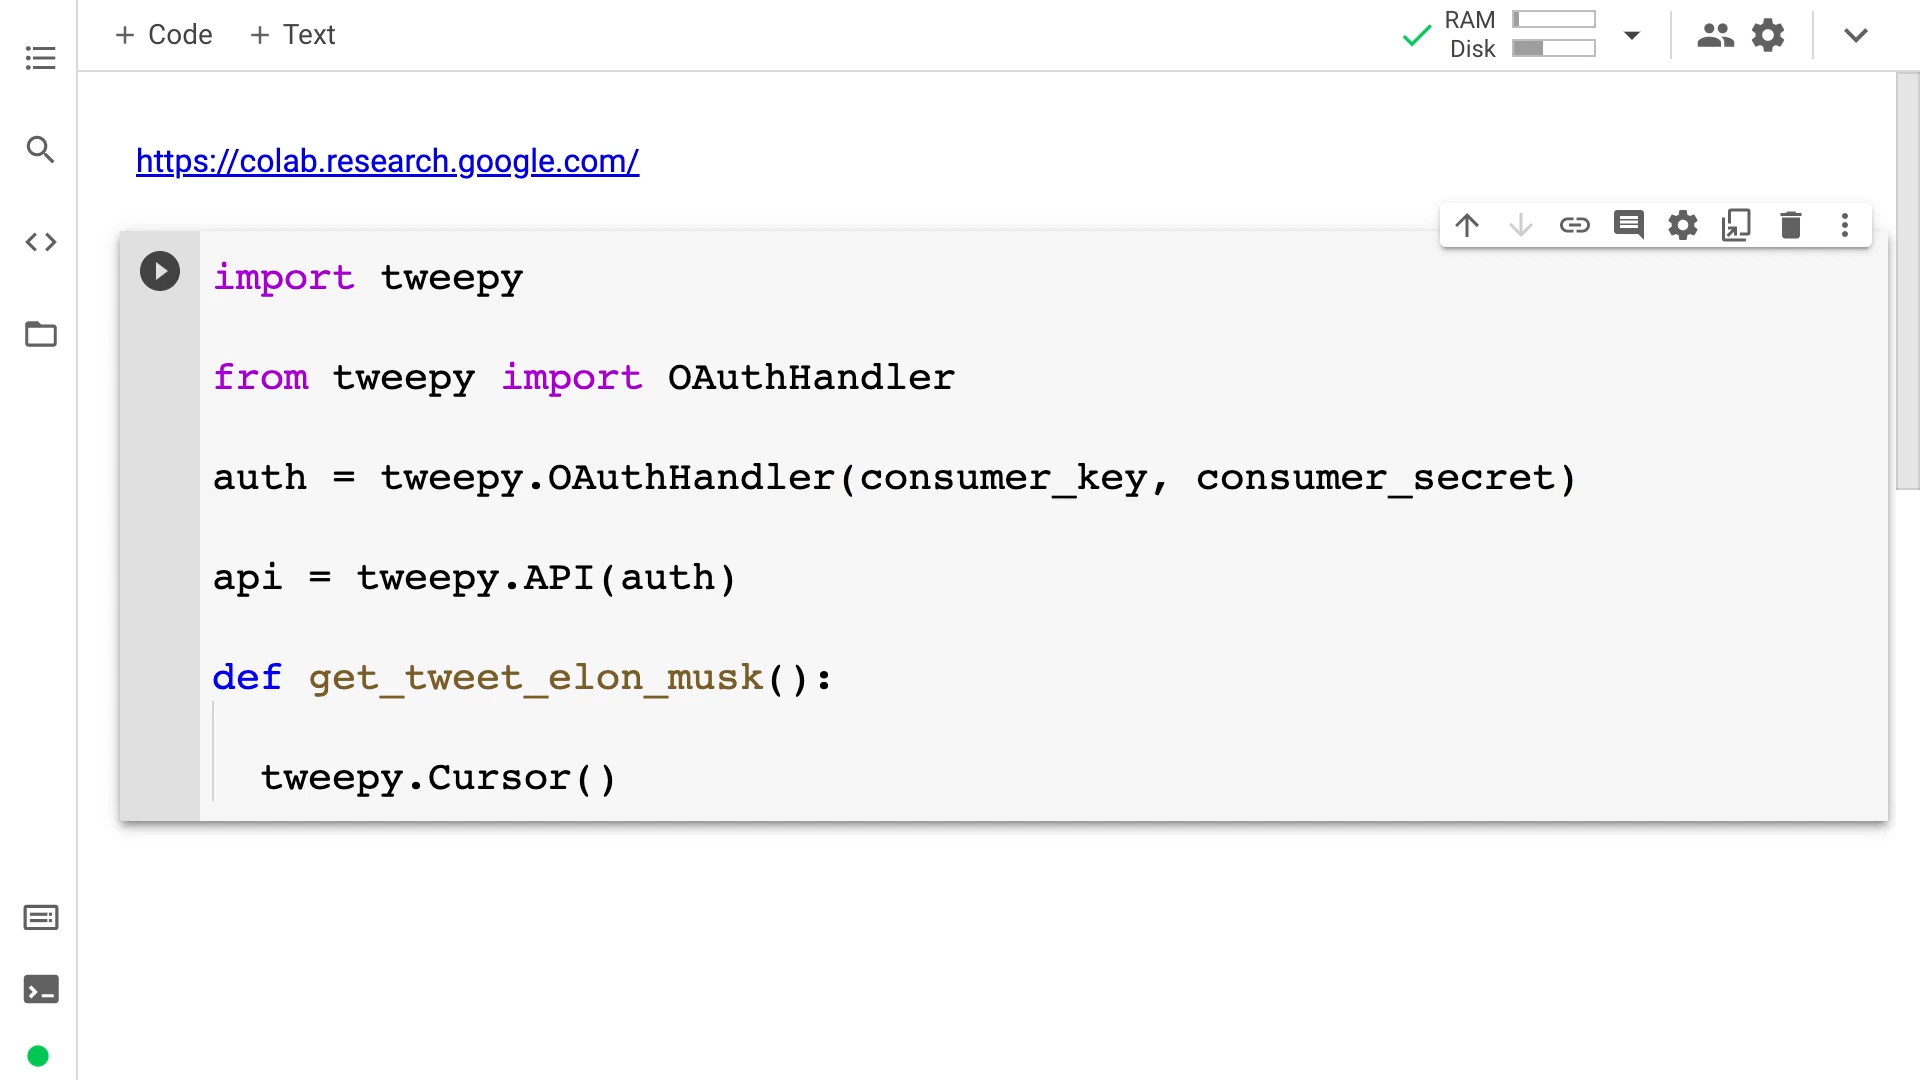 + Code + Text
RAM
Disk
https://colab.research.google.com/
import tweepy
from tweepy import OAuthHandler
auth = tweepy.OAuthHandler(consumer_key, consumer_secret)
api = tweepy.API(auth)
def get_tweet_elon_musk():
tweepy.Cursor()